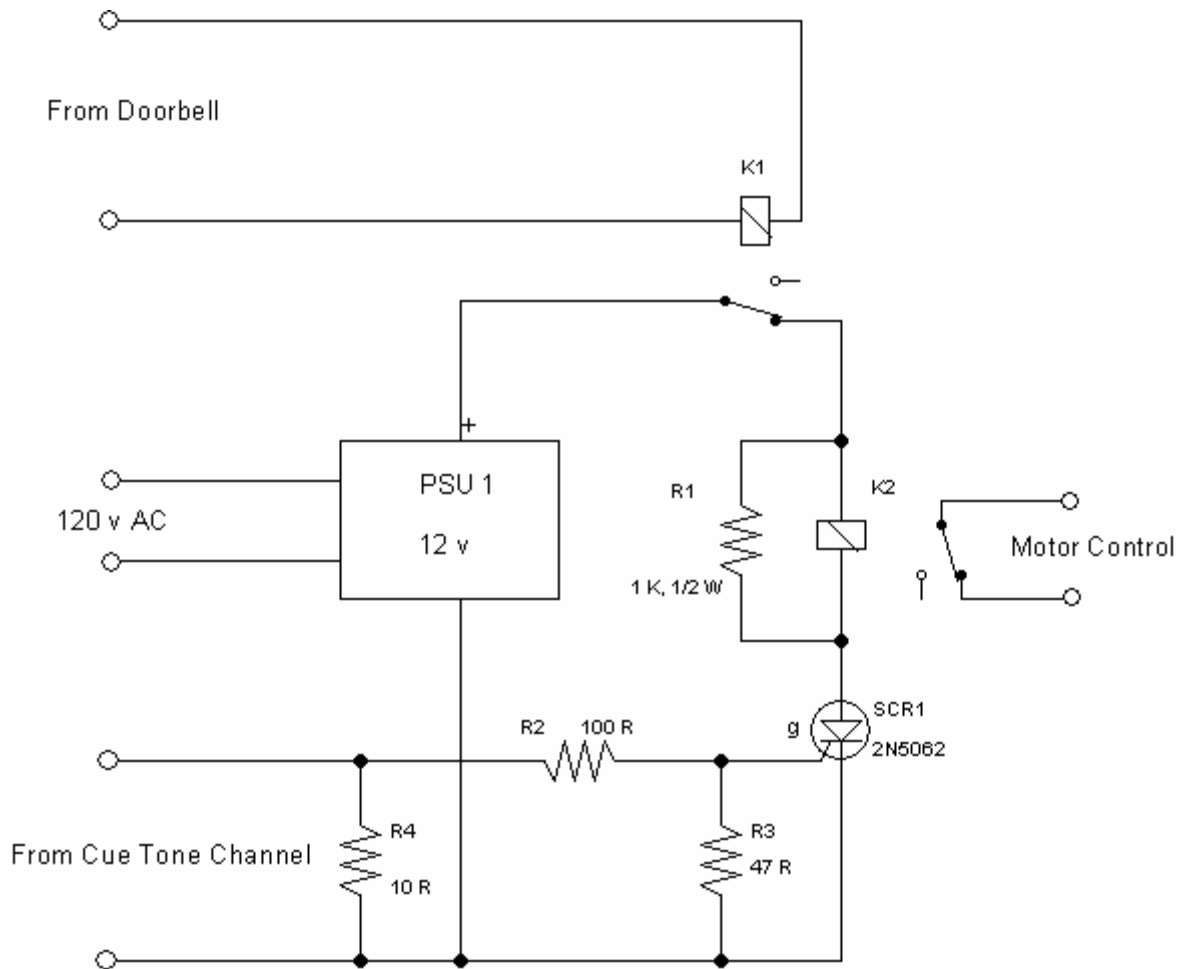 From Doorbell
K1
+
PSU 1
12 v
120 v AC
R1
1 K, 1/2 W
K2
Motor Control
R2
100 R
g
SCR1
2N5062
R4
10 R
R3
47 R
From Cue Tone Channel